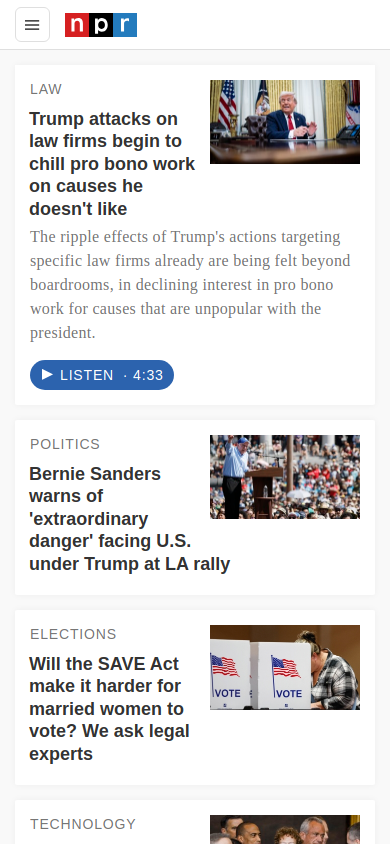 npr
LAW
Trump attacks on
law firms begin to
chill pro bono work
on causes he
doesn't like
The ripple effects of Trump's actions targeting
specific law firms already are being felt beyond
boardrooms, in declining interest in pro bono
work for causes that are unpopular with the
president.
LISTEN · 4:33
POLITICS
Bernie Sanders
warns of
'extraordinary
danger' facing U.S.
under Trump at LA rally
ELECTIONS
Will the SAVE Act
make it harder for
married women to
vote? We ask legal
experts
VOTE
VOTE
TECHNOLOGY